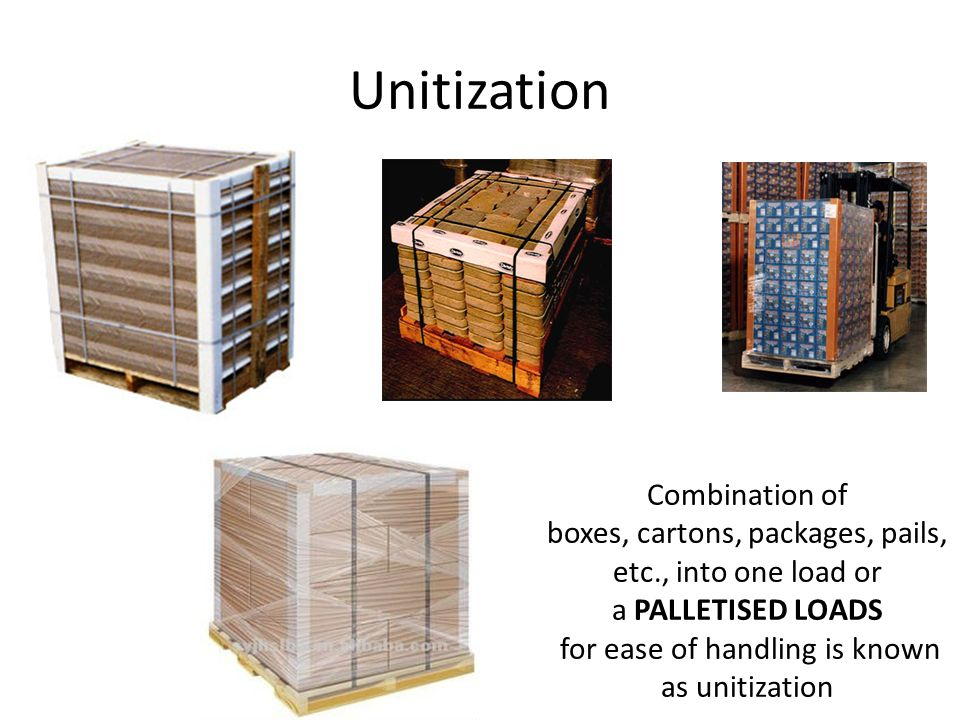 Unitization
Combination of
boxes, cartons, packages, pails,
etc., into one load or
a PALLETISED LOADS
for ease of handling is known
as unitization